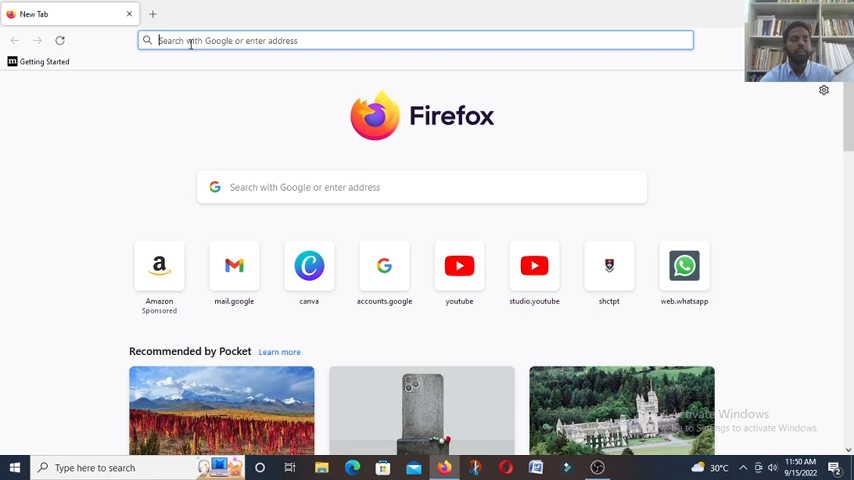 New Tab
Search with Google or enter address
Getting Started
Firefox
Search with Google or enter address
Amazon
Sponsored
mail.google
canva
accounts.google
youtube
studio.youtube
shctpt
web.whatsapp
Recommended by Pocket Learn more
Activate Windows
Go to Settings to activate Windows.
Type here to search
30°C
11:50 AM
9/15/2022
2